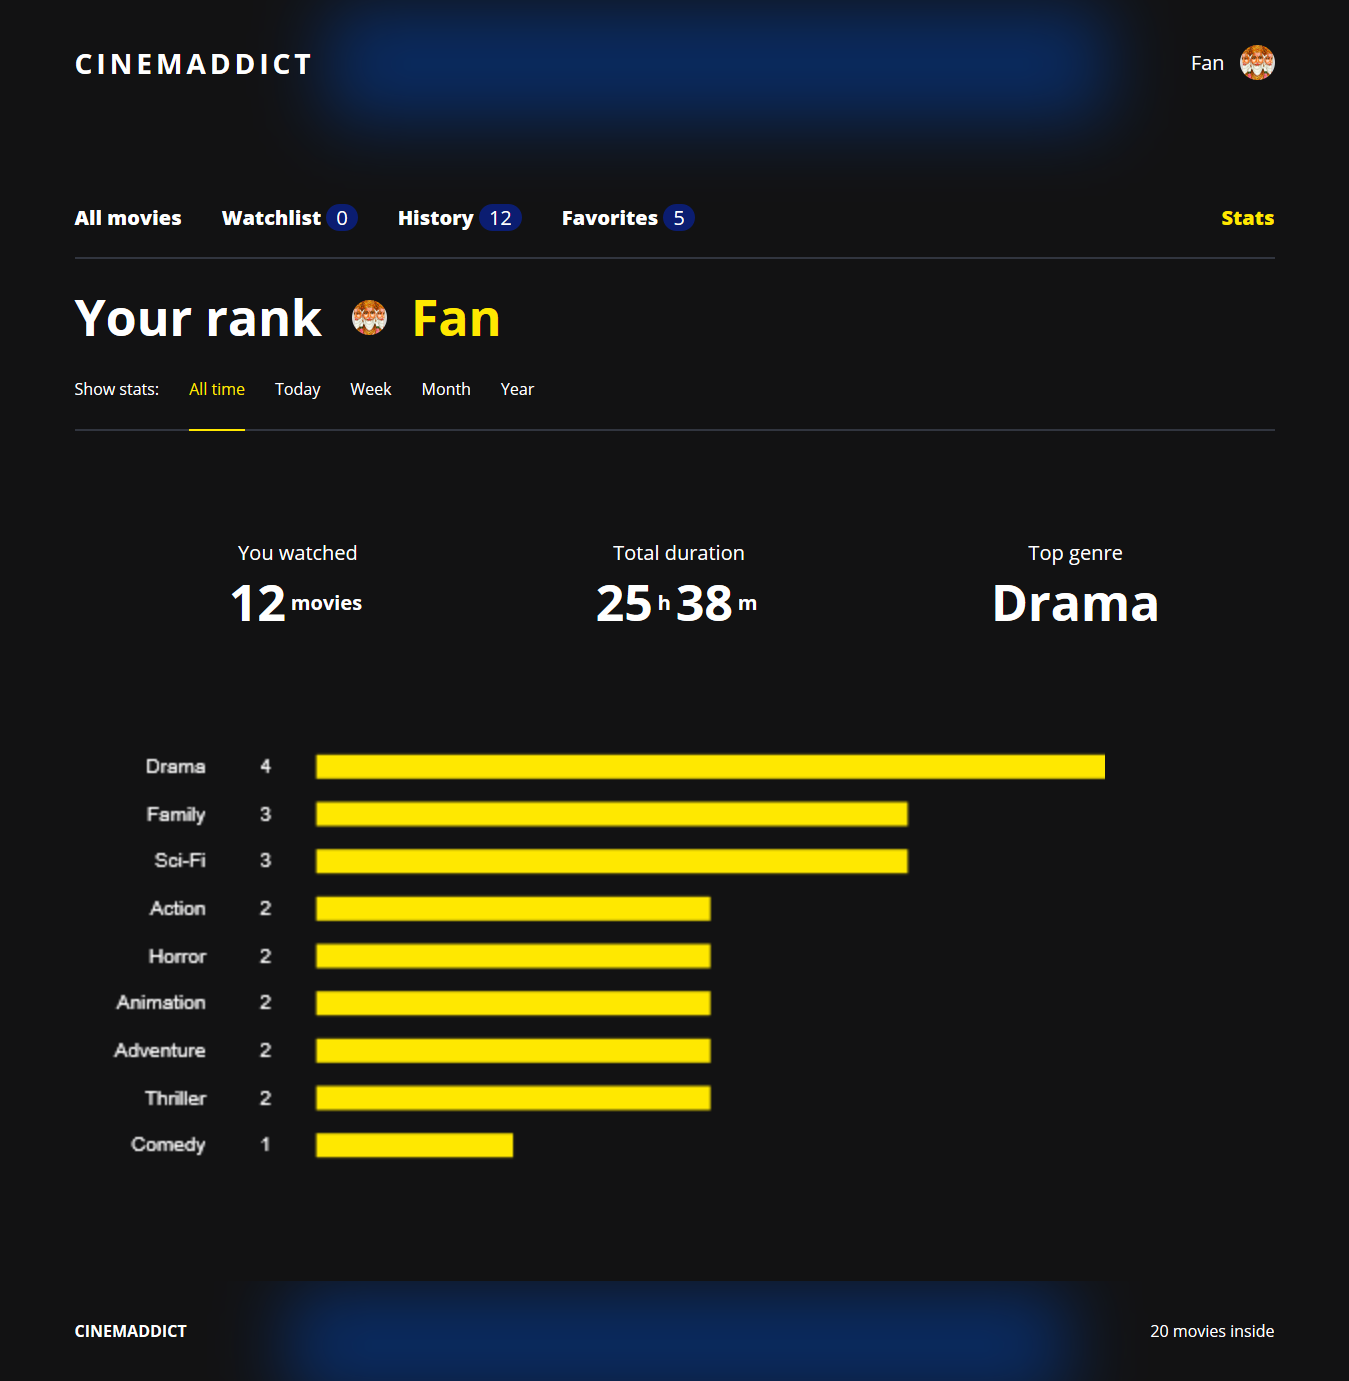 CINEMADDICT Fan
All movies Watchlist 0 History 12 Favorites 5 Stats
Your rank Fan
Show stats: All time Today Week Month Year
You watched Total duration Top genre
12 movies 25 h 38 m Drama
Drama 4
Family 3
Sci-Fi 3
Action 2
Horror 2
Animation 2
Adventure 2
Thriller 2
Comedy 1
CINEMADDICT 20 movies inside